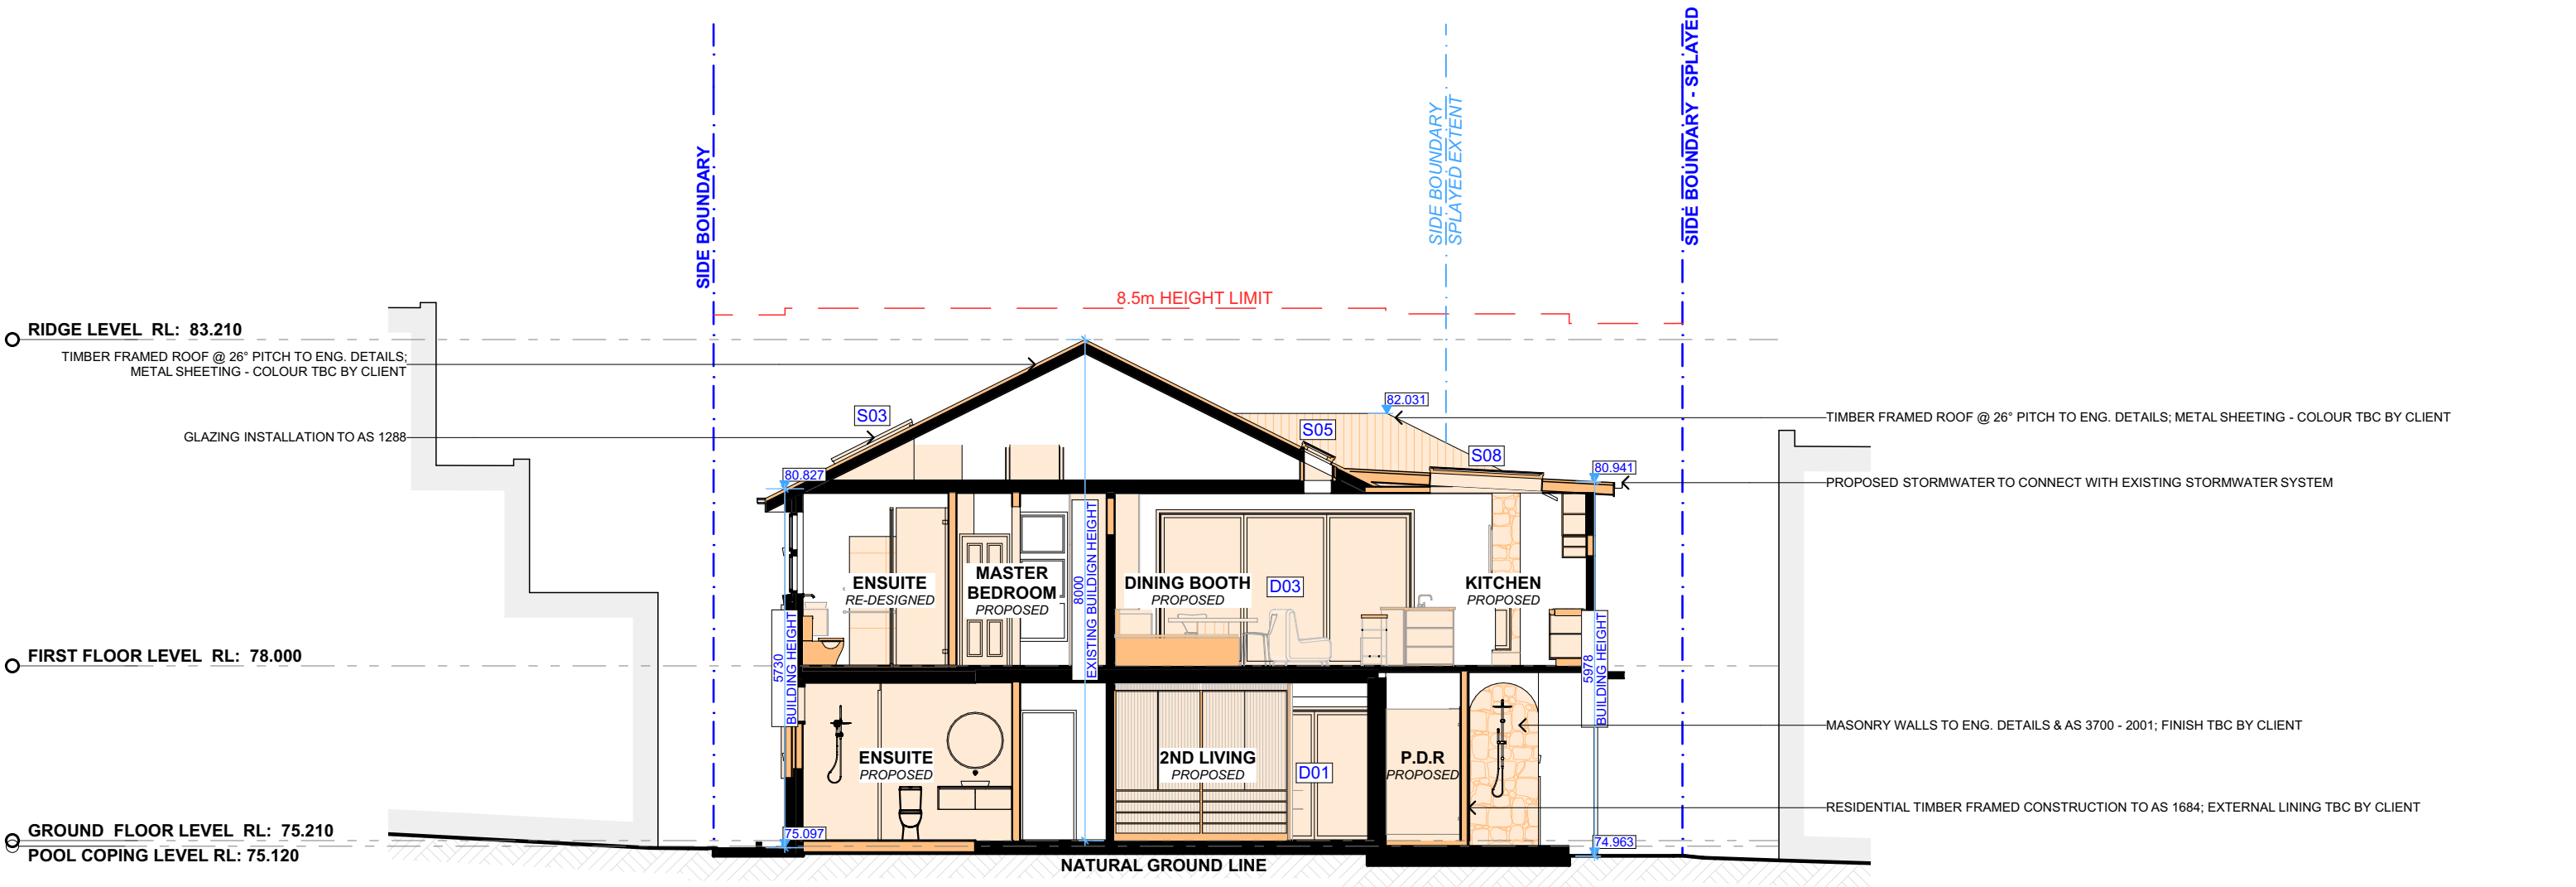 SIDE BOUNDARY
SIDE BOUNDARY
SPLAYED EXTENT
SIDE BOUNDARY - SPLAYED
8.5m HEIGHT LIMIT
RIDGE LEVEL RL: 83.210
TIMBER FRAMED ROOF @ 26° PITCH TO ENG. DETAILS;
METAL SHEETING - COLOUR TBC BY CLIENT
GLAZING INSTALLATION TO AS 1288
S03
S05
82.031
S08
TIMBER FRAMED ROOF @ 26° PITCH TO ENG. DETAILS; METAL SHEETING - COLOUR TBC BY CLIENT
80.827
80.941
PROPOSED STORMWATER TO CONNECT WITH EXISTING STORMWATER SYSTEM
ENSUITE
RE-DESIGNED
MASTER
BEDROOM
PROPOSED
8000
EXISTING BUILDIGN HEIGHT
DINING BOOTH
PROPOSED
D03
KITCHEN
PROPOSED
FIRST FLOOR LEVEL RL: 78.000
5730
BUILDING HEIGHT
5978
BUILDING HEIGHT
MASONRY WALLS TO ENG. DETAILS & AS 3700 - 2001; FINISH TBC BY CLIENT
ENSUITE
PROPOSED
2ND LIVING
PROPOSED
D01
P.D.R
PROPOSED
RESIDENTIAL TIMBER FRAMED CONSTRUCTION TO AS 1684; EXTERNAL LINING TBC BY CLIENT
GROUND FLOOR LEVEL RL: 75.210
POOL COPING LEVEL RL: 75.120
75.097
74.963
NATURAL GROUND LINE